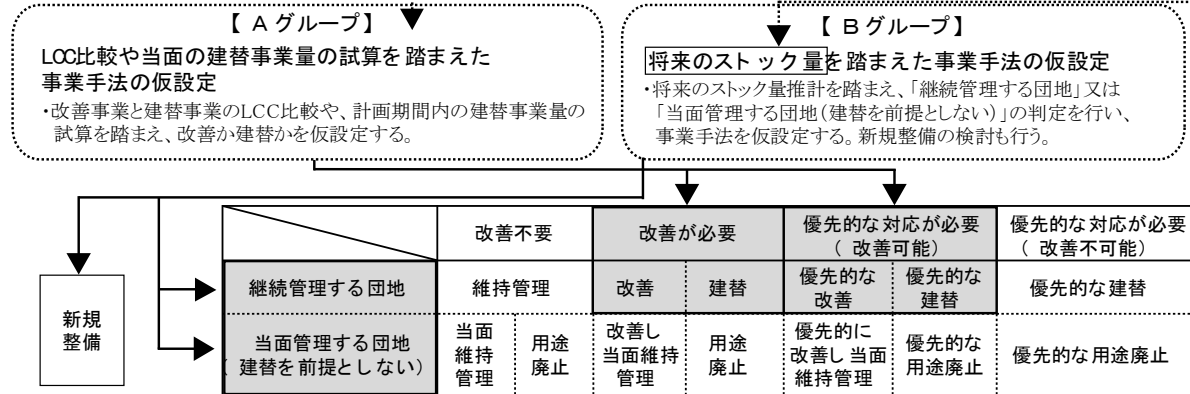 【 Aグループ】
LCC比較や当面の建替事業量の試算を踏まえた
事業手法の仮設定
・改善事業と建替事業のLCC比較や、計画期間内の建替事業量の
試算を踏まえ、改善か建替かを仮設定する。
【 Bグループ】
将来のストック量を踏まえた事業手法の仮設定
・将来のストック量推計を踏まえ、「継続管理する団地」又は
「当面管理する団地(建替を前提としない)」の判定を行い、
事業手法を仮設定する。新規整備の検討も行う。
改善不要
改善が必要
優先的な対応が必要
( 改善可能)
優先的な対応が必要
( 改善不可能)
継続管理する団地
維持管理
改善
建替
優先的な
改善
優先的な
建替
優先的な建替
新規
整備
当面管理する団地
( 建替を前提としない)
当面
維持
管理
用途
廃止
改善し
当面維持
管理
用途
廃止
優先的に
改善し当面
維持管理
優先的な
用途廃止
優先的な用途廃止